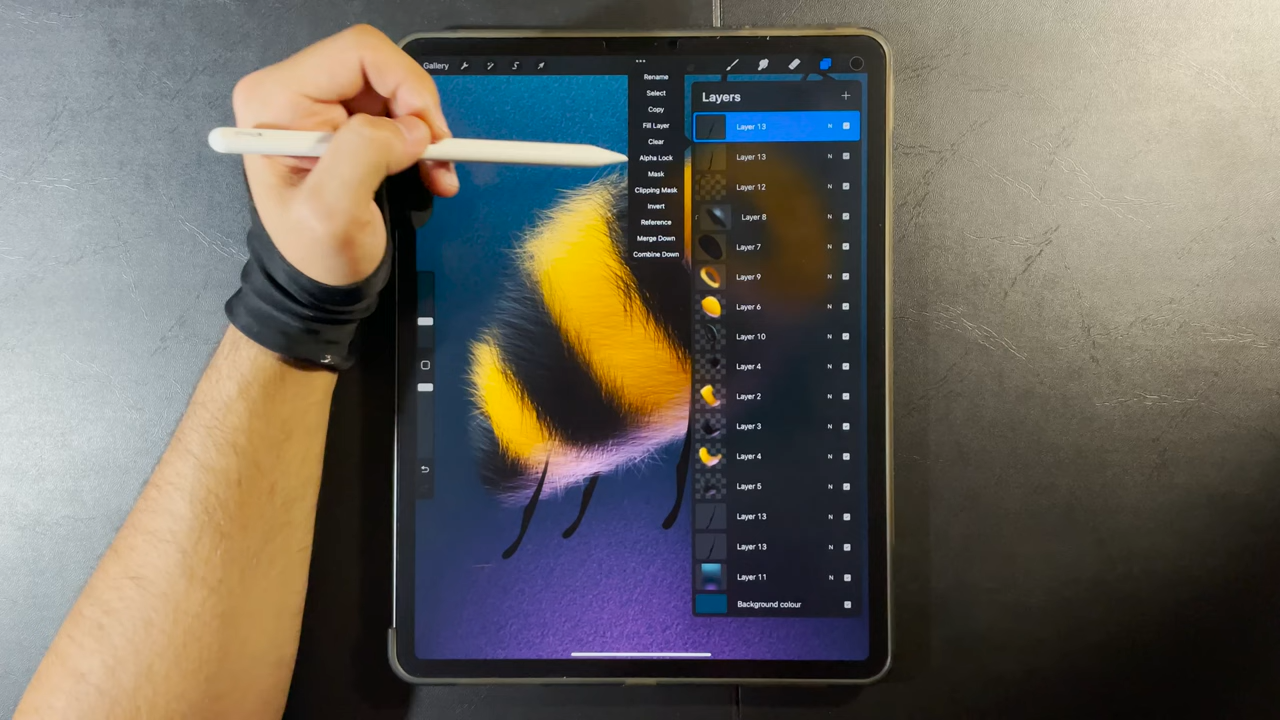 Gallery
Rename
Select
Copy
Fill Layer
Clear
Alpha Lock
Mask
Clipping Mask
Invert
Reference
Merge Down
Combine Down
Layers
Layer 13 N
Layer 13 N
Layer 12 N
Layer 8 N
Layer 7 N
Layer 9 N
Layer 6 N
Layer 10 N
Layer 4 N
Layer 2 N
Layer 3 N
Layer 4 N
Layer 5 N
Layer 13 N
Layer 13 N
Layer 11 N
Background colour